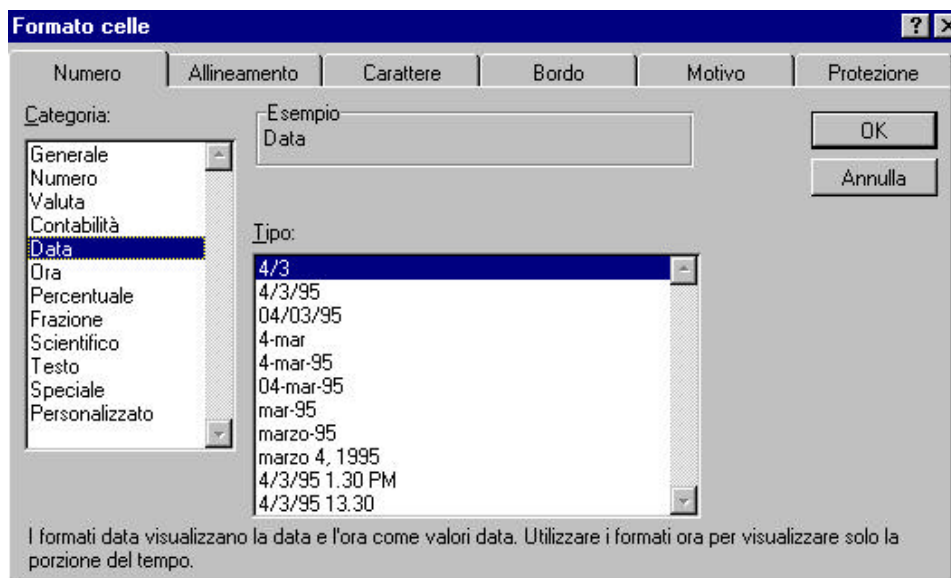 Formato celle
Numero Allineamento Carattere Bordo Motivo Protezione
Categoria:
Generale
Numero
Valuta
Contabilità
Data
Ora
Percentuale
Frazione
Scientifico
Testo
Speciale
Personalizzato
Esempio
Data
Tipo:
4/3
4/3/95
04/03/95
4-mar
4-mar-95
04-mar-95
mar-95
marzo-95
marzo 4, 1995
4/3/95 1.30 PM
4/3/95 13.30
OK
Annulla
I formati data visualizzano la data e l'ora come valori data. Utilizzare i formati ora per visualizzare solo la
porzione del tempo.